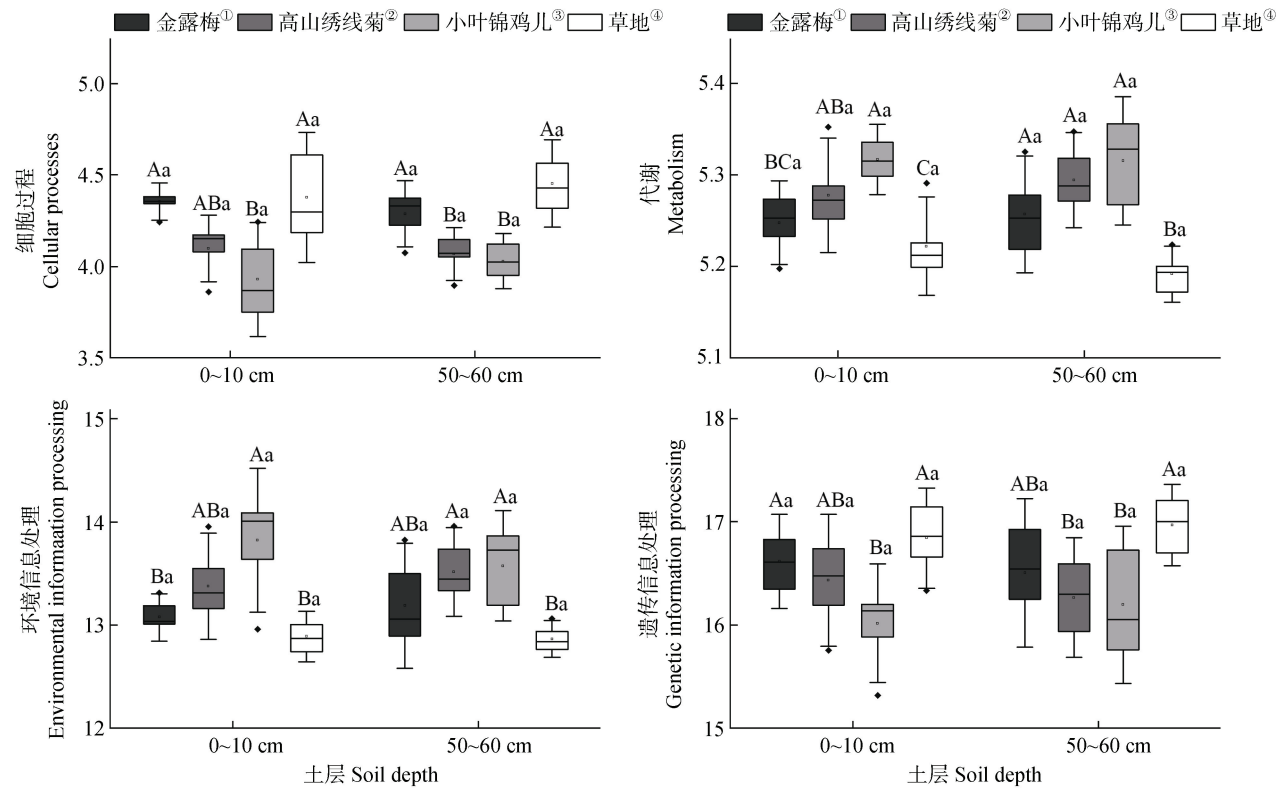 金露梅① 高山绣线菊② 小叶锦鸡儿③ 草地④
细胞过程
Cellular processes
5.0
4.5
4.0
3.5
Aa ABa Ba Aa Aa Ba Ba Aa
0~10 cm 50~60 cm
金露梅① 高山绣线菊② 小叶锦鸡儿③ 草地④
代谢
Metabolism
5.4
5.3
5.2
5.1
BCa ABa Aa Ca Aa Aa Aa Ba
0~10 cm 50~60 cm
环境信息处理
Environmental informaation processing
15
14
13
12
Ba ABa Aa Ba ABa Aa Aa Ba
0~10 cm 50~60 cm
土层 Soil depth
遗传信息处理
Genetic information processing
18
17
16
15
Aa ABa Ba Aa ABa Ba Ba Aa
0~10 cm 50~60 cm
土层 Soil depth